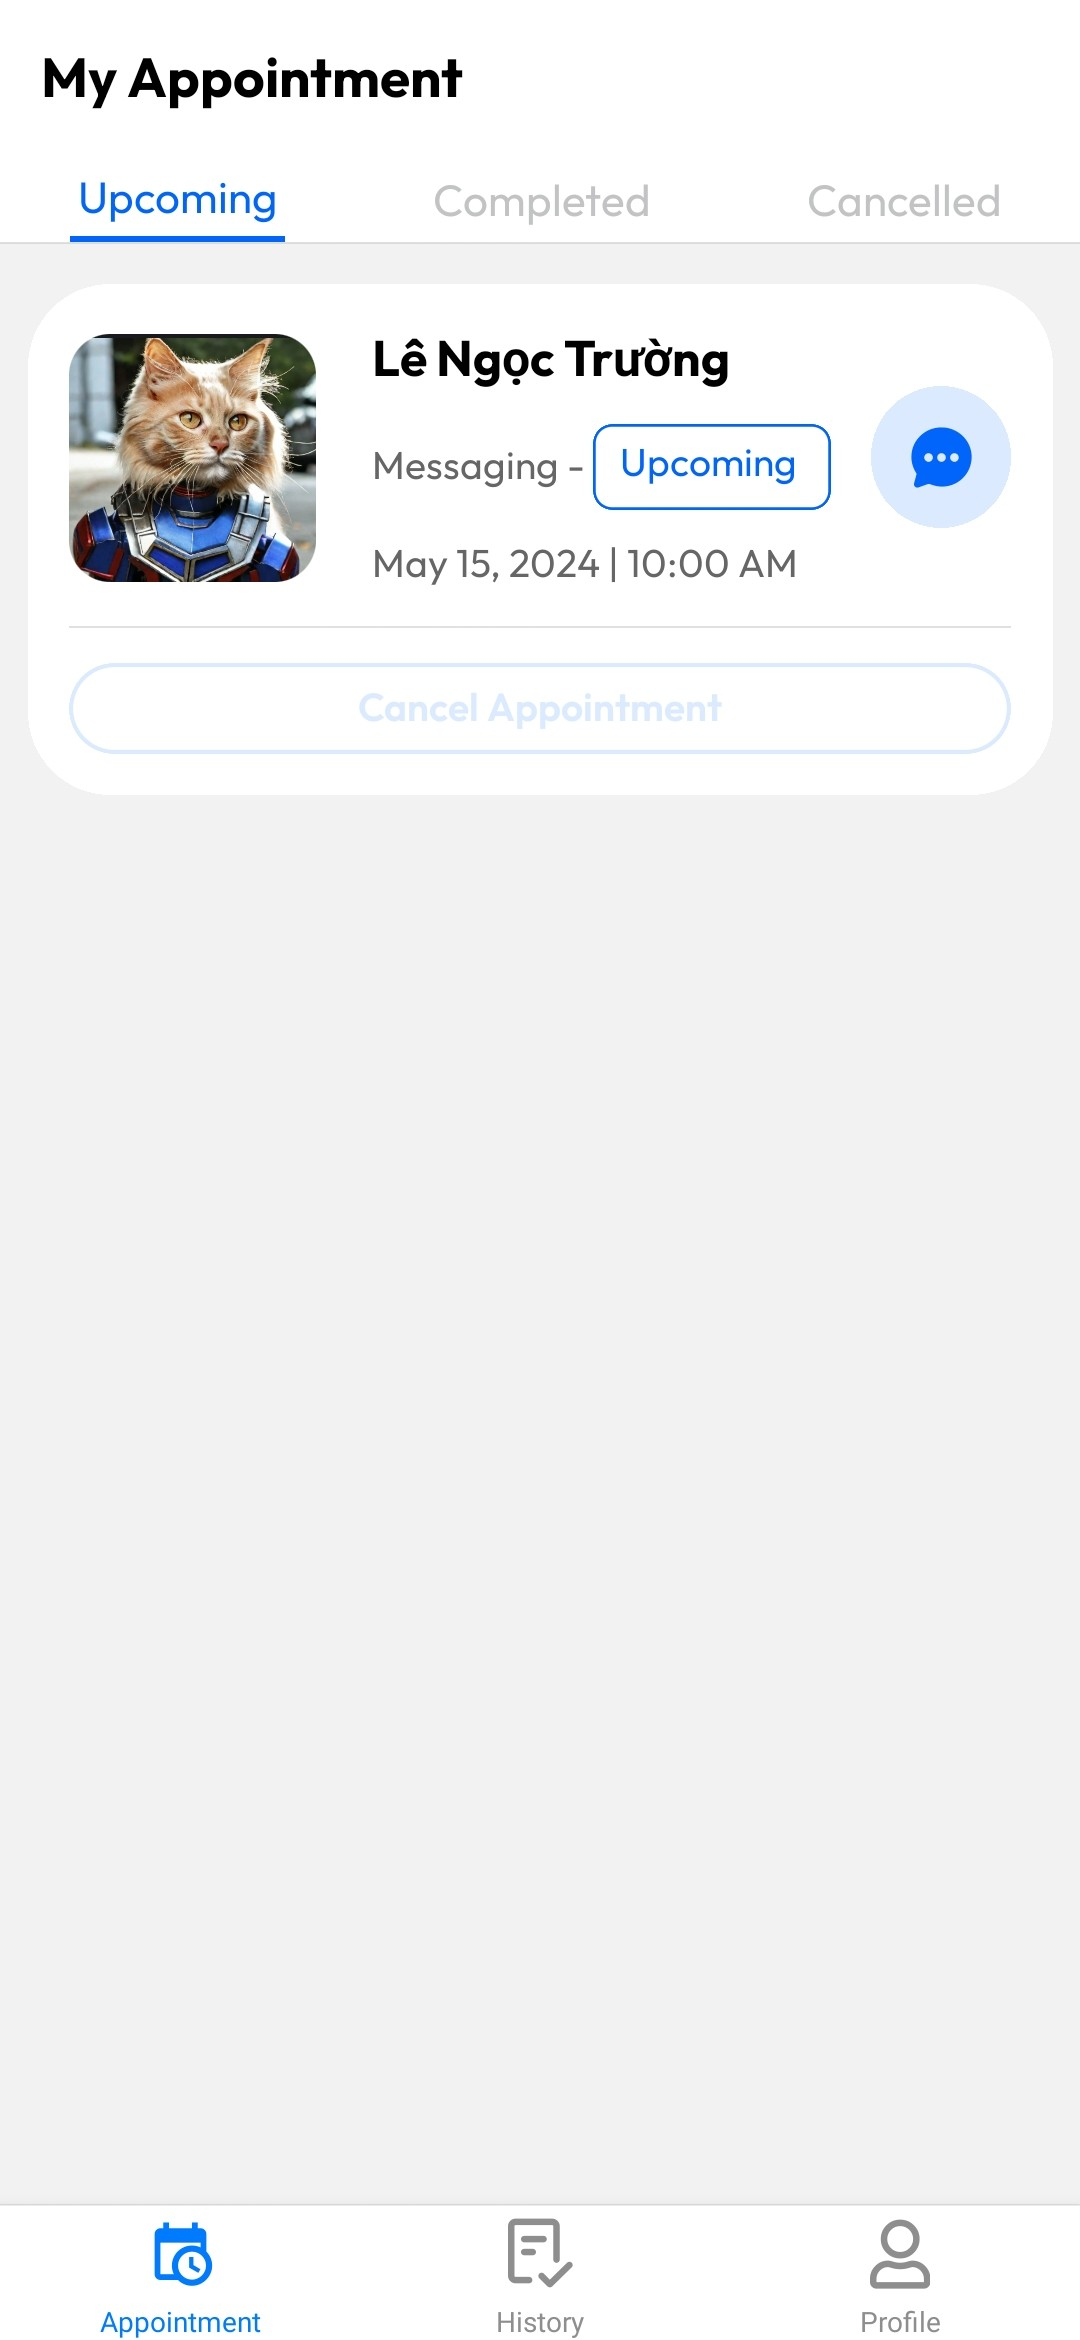 My Appointment
Upcoming Completed Cancelled
Lê Ngọc Trường
Messaging - Upcoming
May 15, 2024 | 10:00 AM
Cancel Appointment
Appointment History Profile